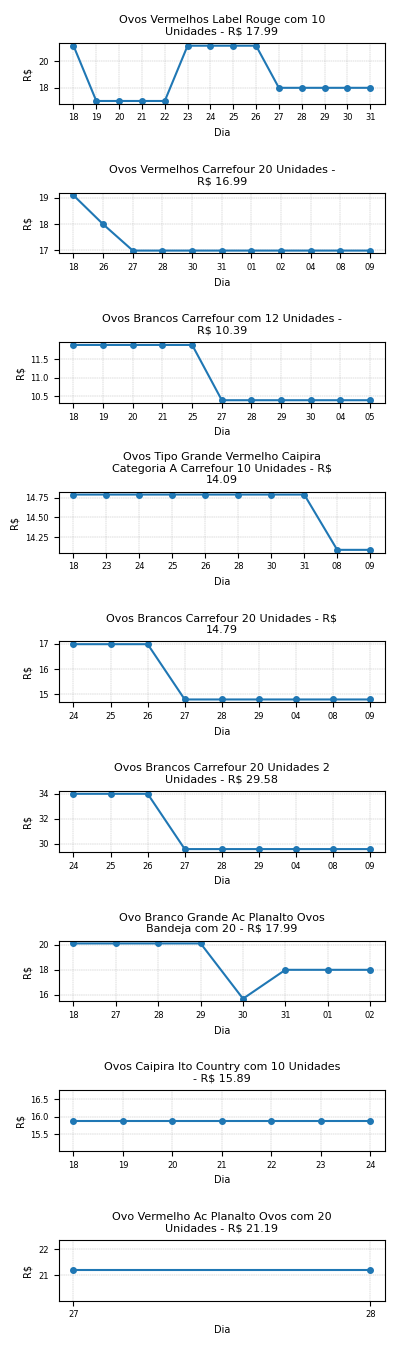 Ovos Vermelhos Label Rouge com 10
Unidades - R$ 17.99
R$
20
18
18 19 20 21 22 23 24 25 26 27 28 29 30 31
Dia
Ovos Vermelhos Carrefour 20 Unidades -
R$ 16.99
R$
19
18
17
18 26 27 28 30 31 01 02 04 08 09
Dia
Ovos Brancos Carrefour com 12 Unidades -
R$ 10.39
R$
11.5
11.0
10.5
18 19 20 21 25 27 28 29 30 04 05
Dia
Ovos Tipo Grande Vermelho Caipira
Categoria A Carrefour 10 Unidades - R$
14.09
R$
14.75
14.50
14.25
18 23 24 25 26 28 30 31 08 09
Dia
Ovos Brancos Carrefour 20 Unidades - R$
14.79
R$
17
16
15
24 25 26 27 28 29 04 08 09
Dia
Ovos Brancos Carrefour 20 Unidades 2
Unidades - R$ 29.58
R$
34
32
30
24 25 26 27 28 29 04 08 09
Dia
Ovo Branco Grande Ac Planalto Ovos
Bandeja com 20 - R$ 17.99
R$
20
18
16
18 27 28 29 30 31 01 02
Dia
Ovos Caipira Ito Country com 10 Unidades
- R$ 15.89
R$
16.5
16.0
15.5
18 19 20 21 22 23 24
Dia
Ovo Vermelho Ac Planalto Ovos com 20
Unidades - R$ 21.19
R$
22
21
27 28
Dia